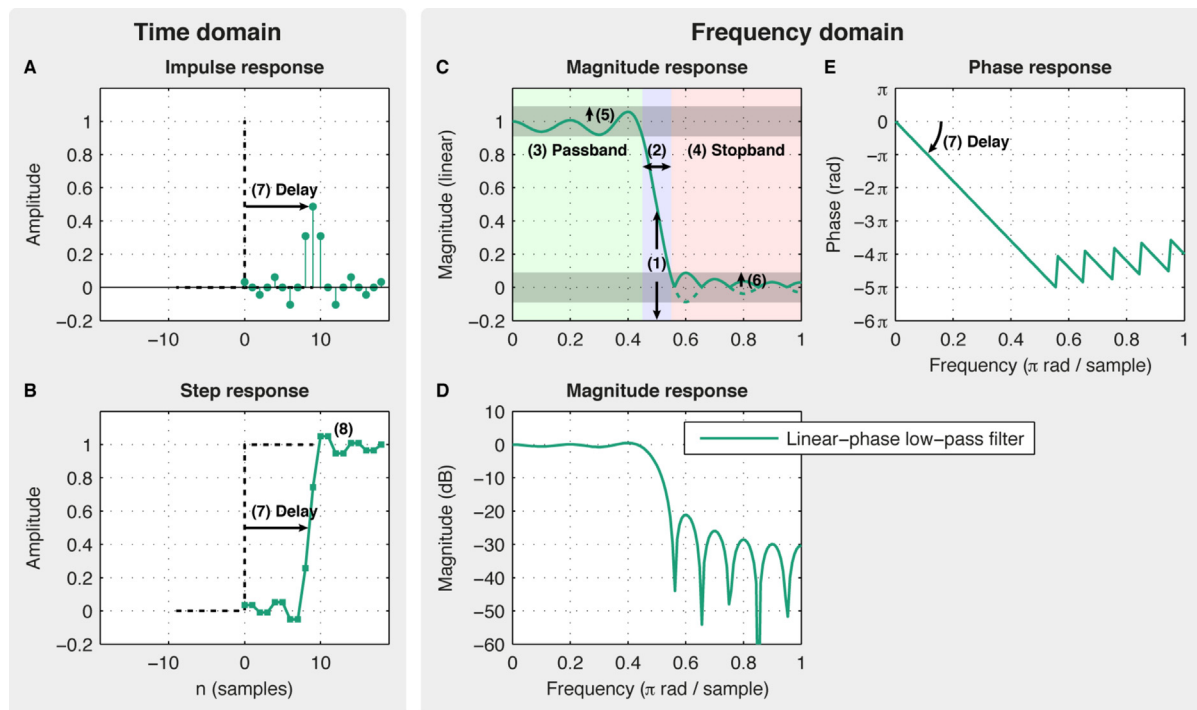 Time domain
Frequency domain
A
Impulse response
Amplitude
1
0.8
0.6
0.4
0.2
0
−0.2
(7) Delay
−10
0
10
B
Step response
Amplitude
1
0.8
0.6
0.4
0.2
0
−0.2
(8)
(7) Delay
−10
0
10
n (samples)
C
Magnitude response
Magnitude (linear)
1
0.8
0.6
0.4
0.2
0
−0.2
(5)
(3) Passband
(2)
(4) Stopband
(1)
(6)
0
0.2
0.4
0.6
0.8
1
D
Magnitude response
Magnitude (dB)
10
0
−10
−20
−30
−40
−50
−60
Linear−phase low−pass filter
0
0.2
0.4
0.6
0.8
1
Frequency (π rad / sample)
E
Phase response
Phase (rad)
π
0
−π
−2 π
−3 π
−4 π
−5 π
−6 π
(7) Delay
0
0.2
0.4
0.6
0.8
1
Frequency (π rad / sample)